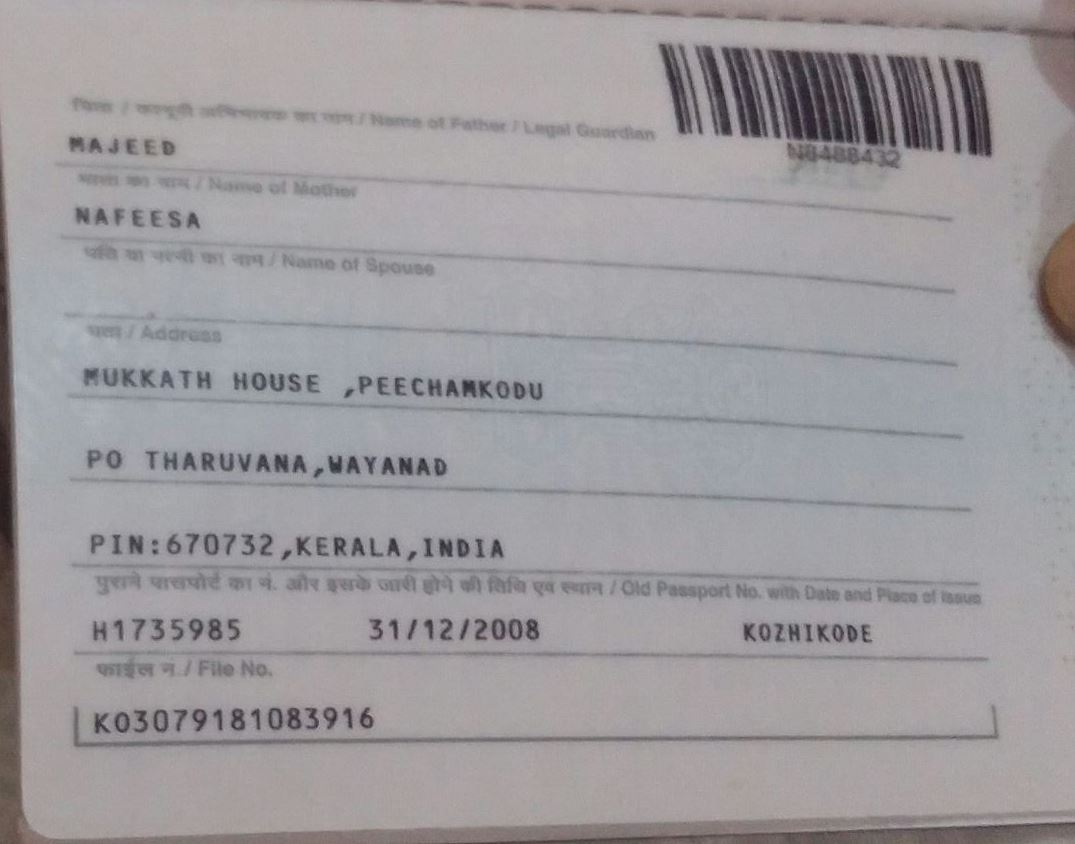 पिता / कानूनी अभिभावक का नाम / Name of Father / Legal Guardian
MAJEED
माता का नाम / Name of Mother
NAFEESA
पति या पत्नी का नाम / Name of Spouse
पता / Address
MUKKATH HOUSE ,PEECHAMKODU
PO THARUVANA,WAYANAD
PIN:670732,KERALA,INDIA
पुराने पासपोर्ट का नं. और इसके जारी होने की तिथि एवं स्थान / Old Passport No. with Date and Place of Issue
H1735985 31/12/2008 KOZHIKODE
फाईल नं./ File No.
KO3079181083916